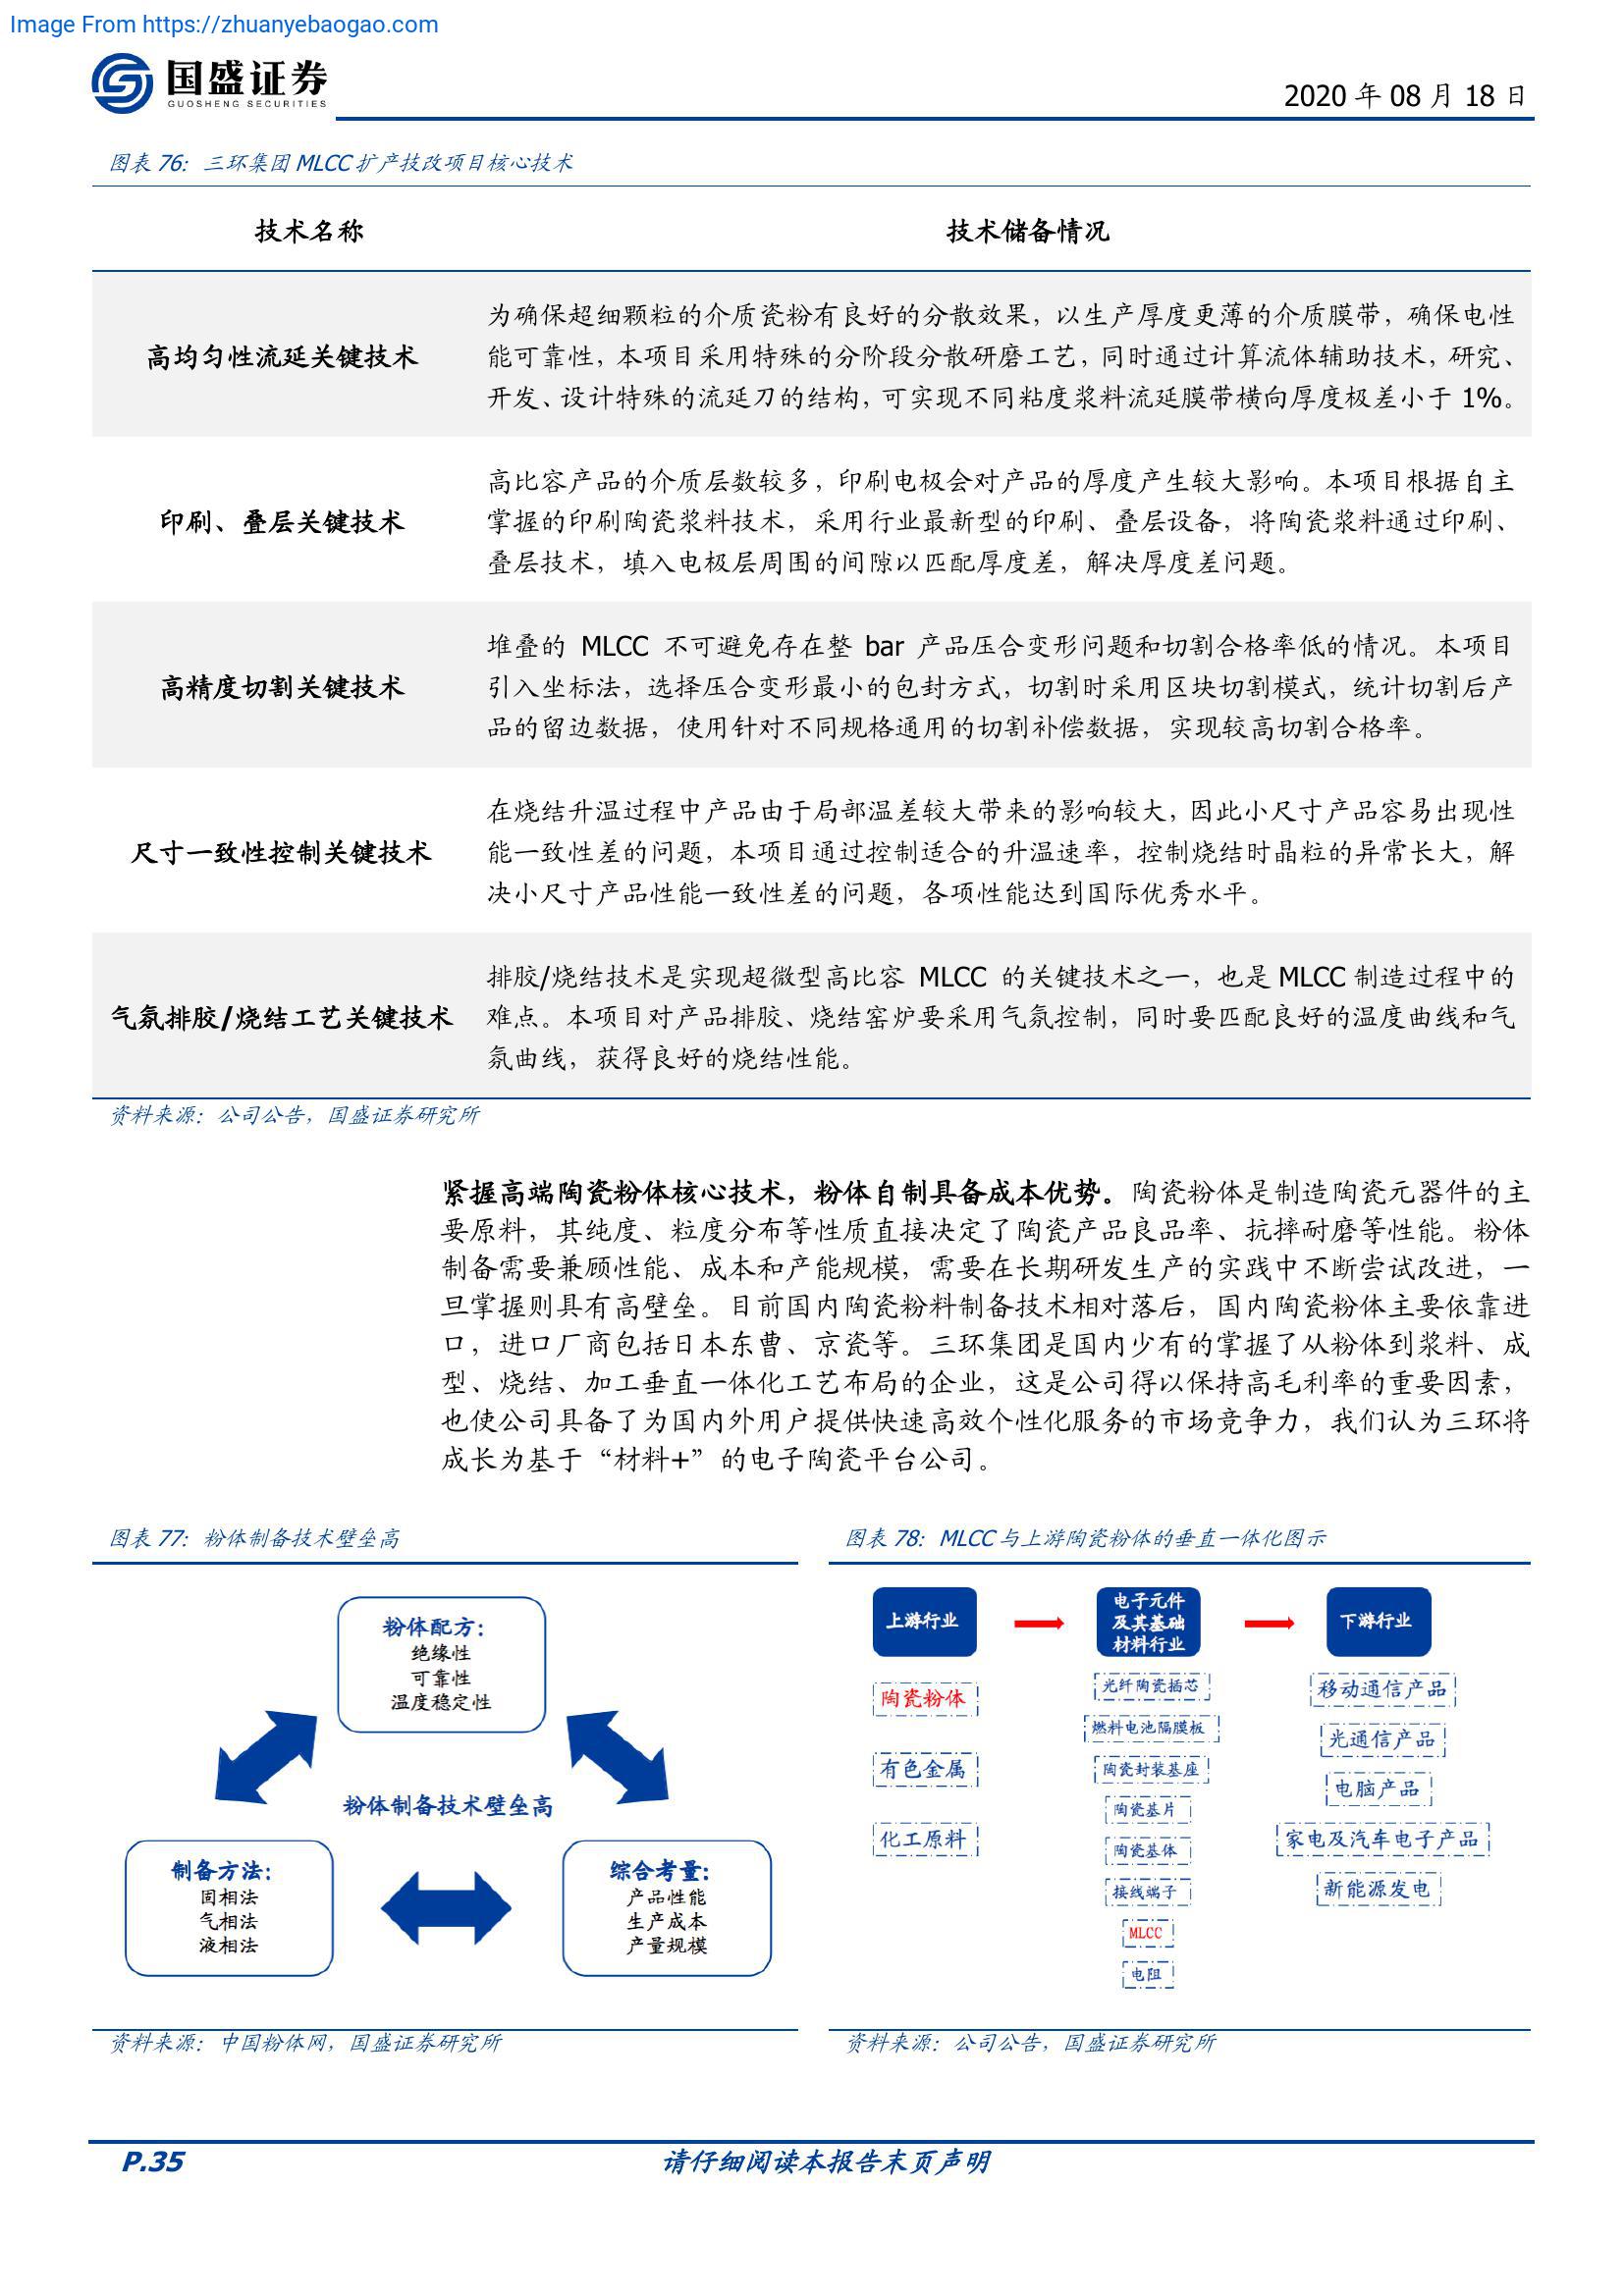 Image From https://zhuanyebaogao.com
国盛证券
GUOSHENG SECURITIES
2020 年 08 月 18 日
图表 76：三环集团 MLCC 扩产技改项目核心技术
技术名称
技术储备情况
高均匀性流延关键技术
为确保超细颗粒的介质瓷粉有良好的分散效果，以生产厚度更薄的介质膜带，确保电性
能可靠性，本项目采用特殊的分阶段分散研磨工艺，同时通过计算流体辅助技术，研究、
开发、设计特殊的流延刀的结构，可实现不同粘度浆料流延膜带横向厚度极差小于 1%。
印刷、叠层关键技术
高比容产品的介质层数较多，印刷电极会对产品的厚度产生较大影响。本项目根据自主
掌握的印刷陶瓷浆料技术，采用行业最新型的印刷、叠层设备，将陶瓷浆料通过印刷、
叠层技术，填入电极层周围的间隙以匹配厚度差，解决厚度差问题。
高精度切割关键技术
堆叠的 MLCC 不可避免存在整 bar 产品压合变形问题和切割合格率低的情况。本项目
引入坐标法，选择压合变形最小的包封方式，切割时采用区块切割模式，统计切割后产
品的留边数据，使用针对不同规格通用的切割补偿数据，实现较高切割合格率。
尺寸一致性控制关键技术
在烧结升温过程中产品由于局部温差较大带来的影响较大，因此小尺寸产品容易出现性
能一致性差的问题，本项目通过控制适合的升温速率，控制烧结时晶粒的异常长大，解
决小尺寸产品性能一致性差的问题，各项性能达到国际优秀水平。
气氛排胶/烧结工艺关键技术
排胶/烧结技术是实现超微型高比容 MLCC 的关键技术之一，也是 MLCC 制造过程中的
难点。本项目对产品排胶、烧结窑炉要采用气氛控制，同时要匹配良好的温度曲线和气
氛曲线，获得良好的烧结性能。
资料来源：公司公告，国盛证券研究所
紧握高端陶瓷粉体核心技术，粉体自制具备成本优势。陶瓷粉体是制造陶瓷元器件的主
要原料，其纯度、粒度分布等性质直接决定了陶瓷产品良品率、抗摔耐磨等性能。粉体
制备需要兼顾性能、成本和产能规模，需要在长期研发生产的实践中不断尝试改进，一
旦掌握则具有高壁垒。目前国内陶瓷粉料制备技术相对落后，国内陶瓷粉体主要依靠进
口，进口厂商包括日本东曹、京瓷等。三环集团是国内少有的掌握了从粉体到浆料、成
型、烧结、加工垂直一体化工艺布局的企业，这是公司得以保持高毛利率的重要因素，
也使公司具备了为国内外用户提供快速高效个性化服务的市场竞争力，我们认为三环将
成长为基于“材料+”的电子陶瓷平台公司。
图表 77：粉体制备技术壁垒高
粉体配方：
绝缘性
可靠性
温度稳定性
粉体制备技术壁垒高
制备方法：
固相法
气相法
液相法
综合考量：
产品性能
生产成本
产量规模
资料来源：中国粉体网，国盛证券研究所
图表 78：MLCC 与上游陶瓷粉体的垂直一体化图示
上游行业
陶瓷粉体
有色金属
化工原料
电子元件
及其基础
材料行业
光纤陶瓷插芯
燃料电池隔膜板
陶瓷封装基座
陶瓷基片
陶瓷基体
接线端子
MLCC
电阻
下游行业
移动通信产品
光通信产品
电脑产品
家电及汽车电子产品
新能源发电
资料来源：公司公告，国盛证券研究所
P.35
请仔细阅读本报告末页声明